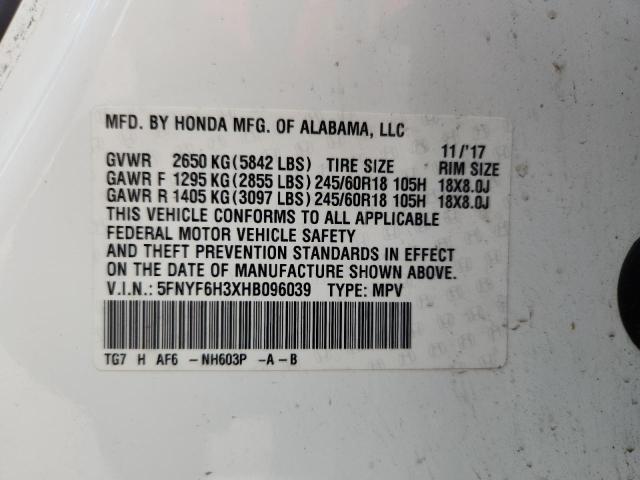 MFD. BY HONDA MFG. OF ALABAMA, LLC
11/'17
GVWR 2650 KG(5842 LBS) TIRE SIZE RIM SIZE
GAWR F 1295 KG(2855 LBS) 245/60R18 105H 18X8.0J
GAWR R 1405 KG(3097 LBS) 245/60R18 105H 18X8.0J
THIS VEHICLE CONFORMS TO ALL APPLICABLE
FEDERAL MOTOR VEHICLE SAFETY
AND THEFT PREVENTION STANDARDS IN EFFECT
ON THE DATE OF MANUFACTURE SHOWN ABOVE.
V.I.N.: 5FNYF6H3XHB096039 TYPE: MPV
TG7 H AF6 -NH603P -A-B